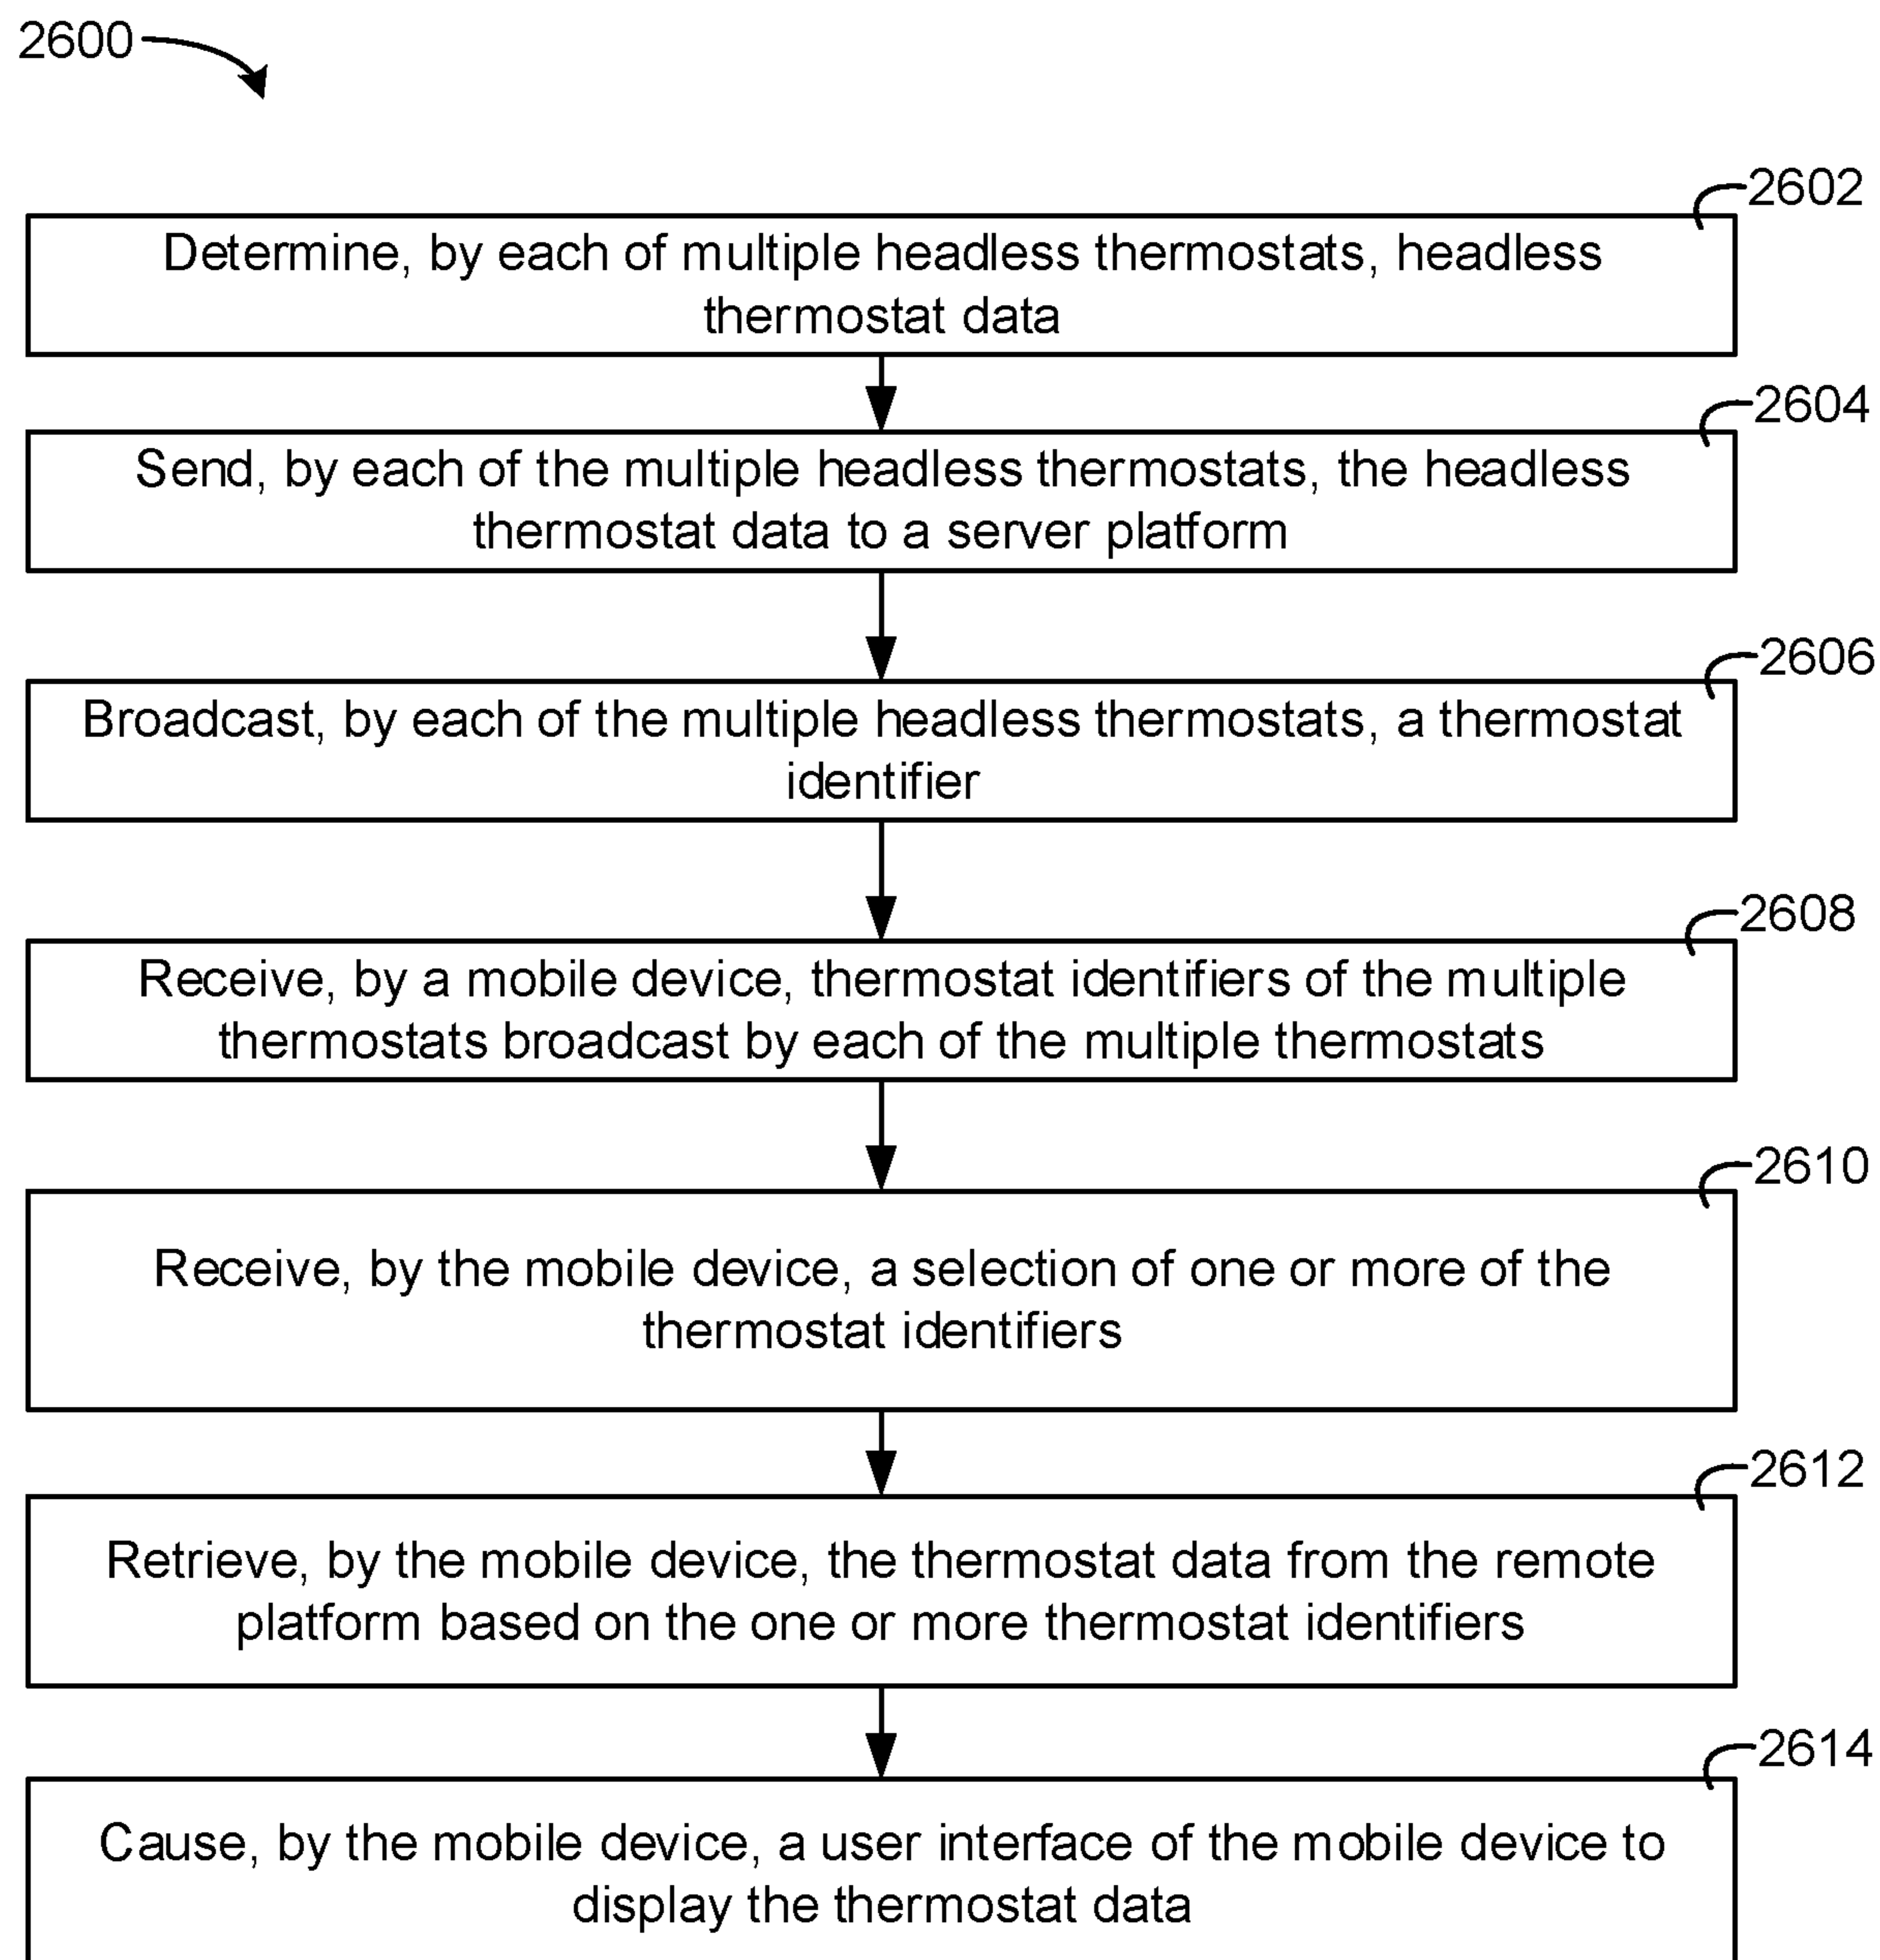 2600
2602
Determine, by each of multiple headless thermostats, headless
thermostat data
2604
Send, by each of the multiple headless thermostats, the headless
thermostat data to a server platform
2606
Broadcast, by each of the multiple headless thermostats, a thermostat
identifier
2608
Receive, by a mobile device, thermostat identifiers of the multiple
thermostats broadcast by each of the multiple thermostats
2610
Receive, by the mobile device, a selection of one or more of the
thermostat identifiers
2612
Retrieve, by the mobile device, the thermostat data from the remote
platform based on the one or more thermostat identifiers
2614
Cause, by the mobile device, a user interface of the mobile device to
display the thermostat data